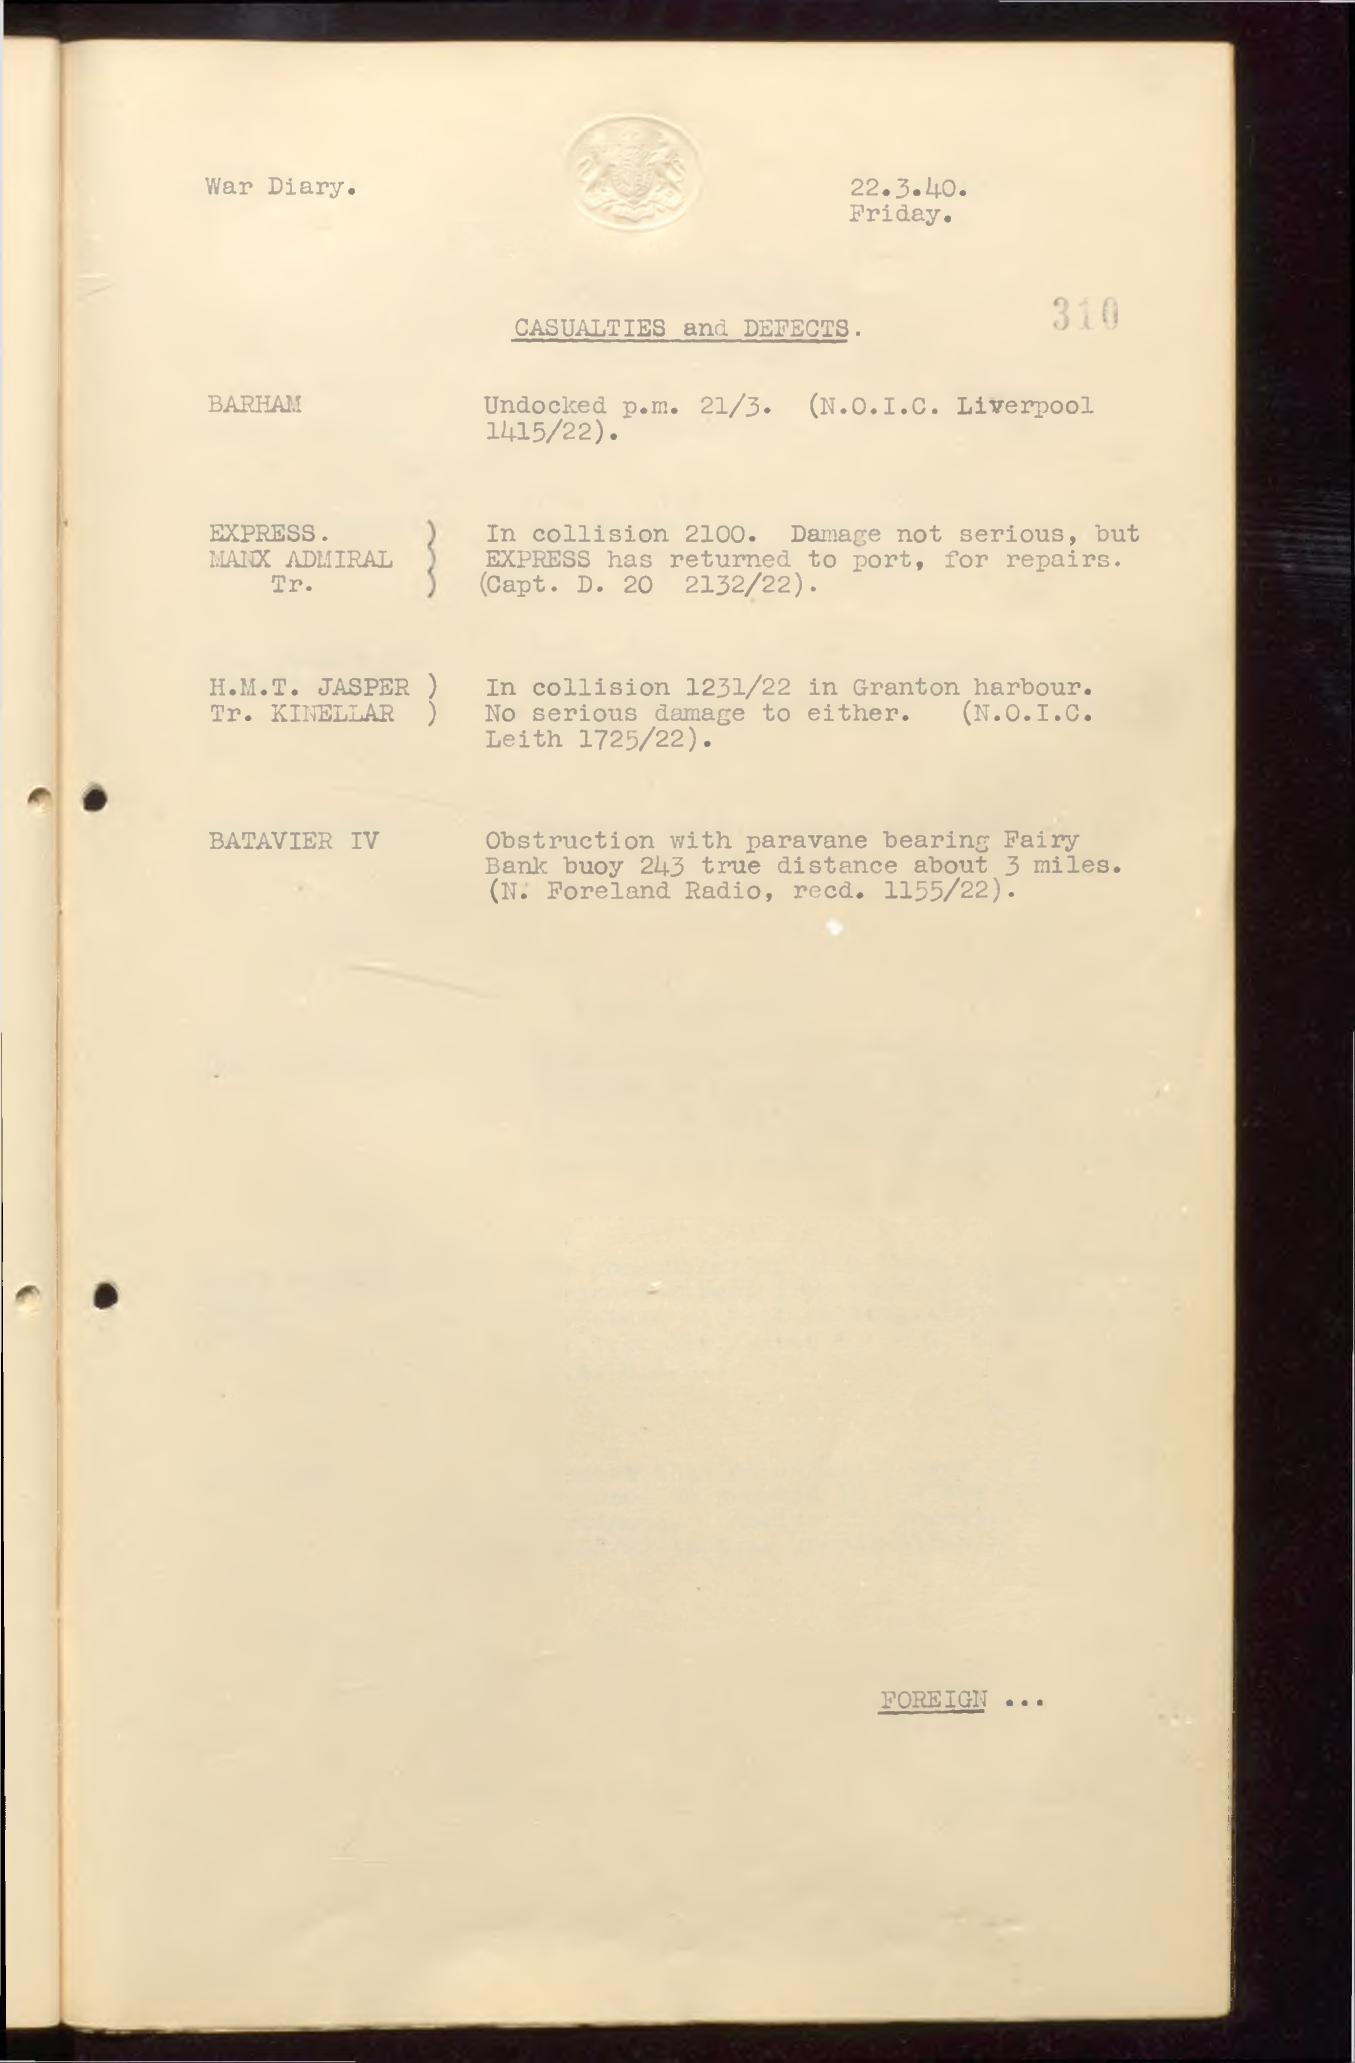 War Diary.
22.3.40.
Friday.
310
CASUALTIES and DEFECTS.
BARHAM Undocked p.m. 21/3. (N.O.I.C. Liverpool
1415/22).
EXPRESS. ) In collision 2100. Damage not serious, but
MANX ADMIRAL ) EXPRESS has returned to port, for repairs.
Tr. ) (Capt. D. 20 2132/22).
H.M.T. JASPER ) In collision 1231/22 in Granton harbour.
Tr. KINELLAR ) No serious damage to either. (N.O.I.C.
Leith 1725/22).
BATAVIER IV Obstruction with paravane bearing Fairy
Bank buoy 243 true distance about 3 miles.
(N. Foreland Radio, recd. 1155/22).
FOREIGN ...